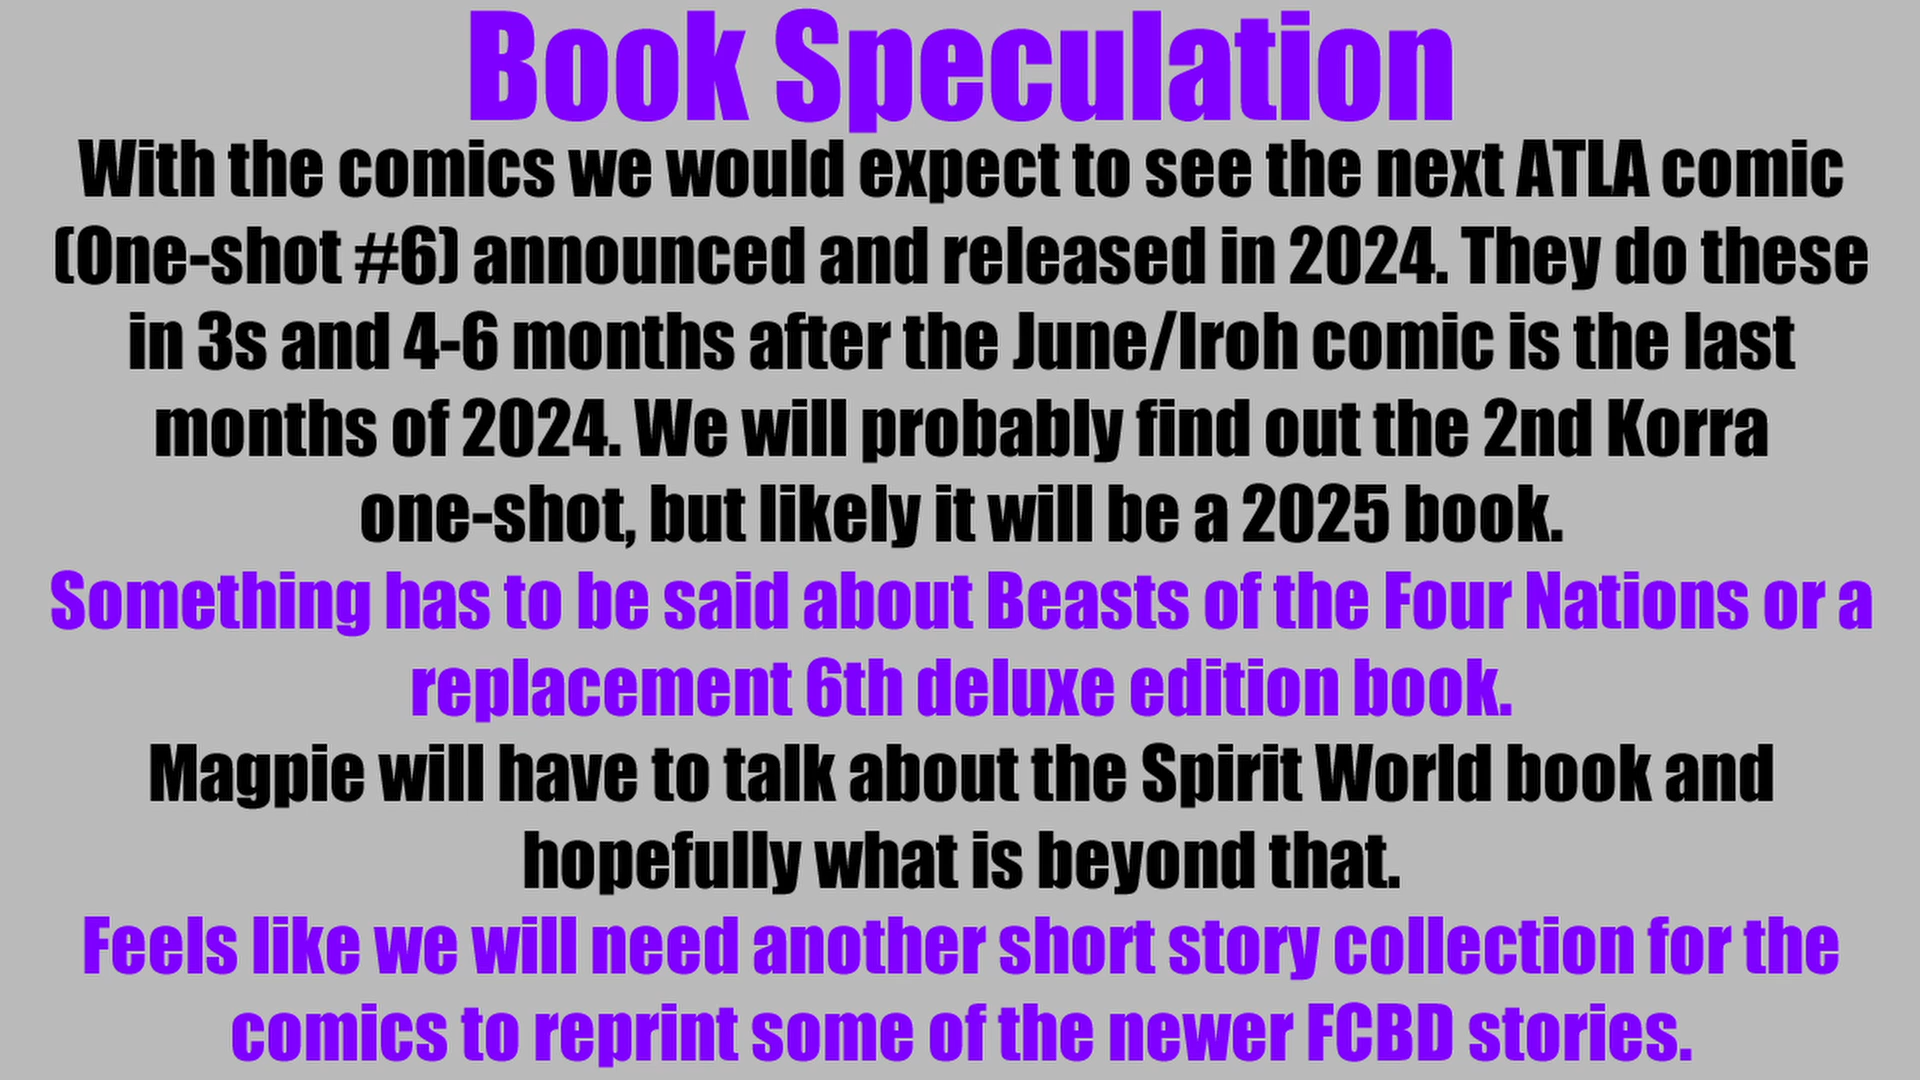 Book Speculation
With the comics we would expect to see the next ATLA comic
(One-shot #6) announced and released in 2024. They do these
in 3s and 4-6 months after the June/Iroh comic is the last
months of 2024. We will probably find out the 2nd Korra
one-shot, but likely it will be a 2025 book.
Something has to be said about Beasts of the Four Nations or a
replacement 6th deluxe edition book.
Magpie will have to talk about the Spirit World book and
hopefully what is beyond that.
Feels like we will need another short story collection for the
comics to reprint some of the newer FCBD stories.